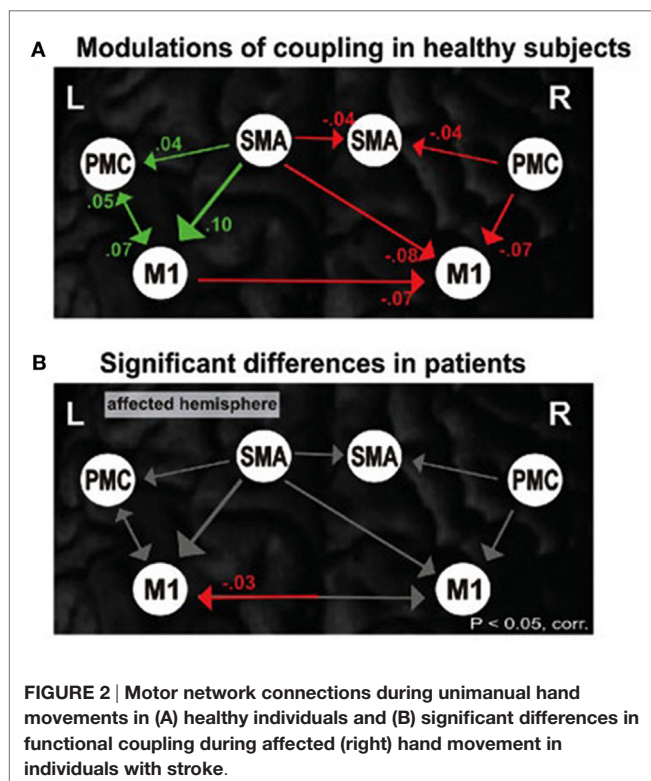 A Modulations of coupling in healthy subjects
L R
SMA -.04 SMA -.04
.04
PMC PMC
.05
.10
.07 -.08 -.07
M1 M1
-.07
B Significant differences in patients
L affected hemisphere R
SMA SMA
PMC PMC
M1 -.03 M1
P < 0.05, corr.
FIGURE 2 | Motor network connections during unimanual hand
movements in (A) healthy individuals and (B) significant differences in
functional coupling during affected (right) hand movement in
individuals with stroke.